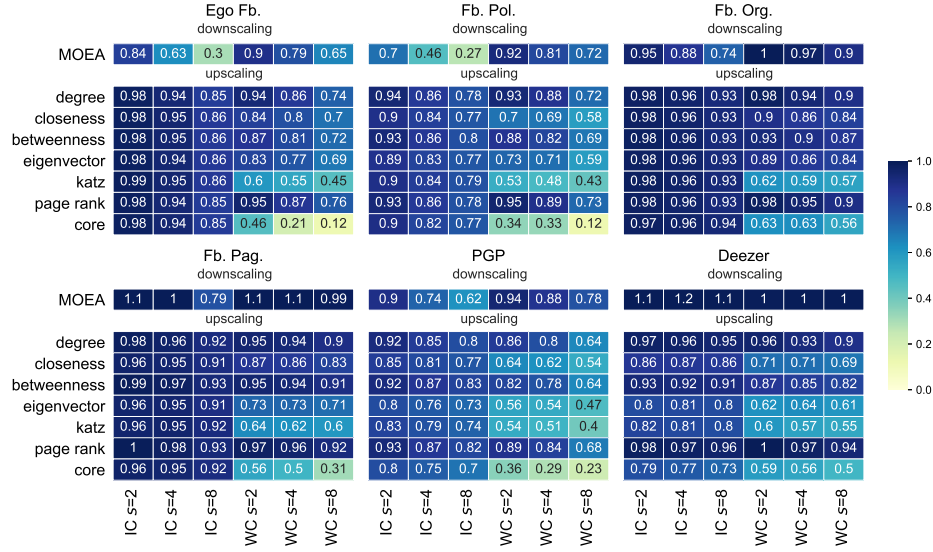 Ego Fb. Fb. Pol. Fb. Org.
downscaling downscaling downscaling
MOEA 0.84 0.63 0.3 0.9 0.79 0.65 0.7 0.46 0.27 0.92 0.81 0.72 0.95 0.88 0.74 1 0.97 0.9
upscaling upscaling upscaling
degree 0.98 0.94 0.85 0.94 0.86 0.74 0.94 0.86 0.78 0.93 0.88 0.72 0.98 0.96 0.93 0.98 0.94 0.9
closeness 0.98 0.95 0.86 0.84 0.8 0.7 0.9 0.84 0.77 0.7 0.69 0.58 0.98 0.96 0.93 0.9 0.86 0.84
betweenness 0.98 0.95 0.86 0.87 0.81 0.72 0.93 0.86 0.8 0.88 0.82 0.69 0.98 0.96 0.93 0.93 0.9 0.87
eigenvector 0.98 0.94 0.86 0.83 0.77 0.69 0.89 0.83 0.77 0.73 0.71 0.59 0.98 0.96 0.93 0.89 0.86 0.84
katz 0.99 0.95 0.86 0.6 0.55 0.45 0.9 0.84 0.79 0.53 0.48 0.43 0.98 0.96 0.93 0.62 0.59 0.57
page rank 0.98 0.94 0.85 0.95 0.87 0.76 0.93 0.86 0.78 0.95 0.89 0.73 0.98 0.96 0.93 0.98 0.95 0.9
core 0.98 0.94 0.85 0.46 0.21 0.12 0.9 0.82 0.77 0.34 0.33 0.12 0.97 0.96 0.94 0.63 0.63 0.56
Fb. Pag. PGP Deezer
downscaling downscaling downscaling
MOEA 1.1 1 0.79 1.1 1.1 0.99 0.9 0.74 0.62 0.94 0.88 0.78 1.1 1.2 1.1 1 1 1
upscaling upscaling upscaling
degree 0.98 0.96 0.92 0.95 0.94 0.9 0.92 0.85 0.8 0.86 0.8 0.64 0.97 0.96 0.95 0.96 0.93 0.9
closeness 0.96 0.95 0.91 0.87 0.86 0.83 0.85 0.81 0.77 0.64 0.62 0.54 0.86 0.87 0.86 0.71 0.71 0.69
betweenness 0.99 0.97 0.93 0.95 0.94 0.91 0.92 0.87 0.83 0.82 0.78 0.64 0.93 0.92 0.91 0.87 0.85 0.82
eigenvector 0.96 0.95 0.91 0.73 0.73 0.71 0.8 0.76 0.73 0.56 0.54 0.47 0.8 0.81 0.8 0.62 0.64 0.61
katz 0.96 0.95 0.92 0.64 0.62 0.6 0.83 0.79 0.74 0.54 0.51 0.4 0.82 0.81 0.8 0.6 0.57 0.55
page rank 1 0.98 0.93 0.97 0.96 0.92 0.93 0.87 0.82 0.89 0.84 0.68 0.98 0.97 0.96 1 0.97 0.94
core 0.96 0.95 0.92 0.56 0.5 0.31 0.8 0.75 0.7 0.36 0.29 0.23 0.79 0.77 0.73 0.59 0.56 0.5
IC s=2 IC s=4 IC s=8 WC s=2 WC s=4 WC s=8 IC s=2 IC s=4 IC s=8 WC s=2 WC s=4 WC s=8 IC s=2 IC s=4 IC s=8 WC s=2 WC s=4 WC s=8
1.0
0.8
0.6
0.4
0.2
0.0